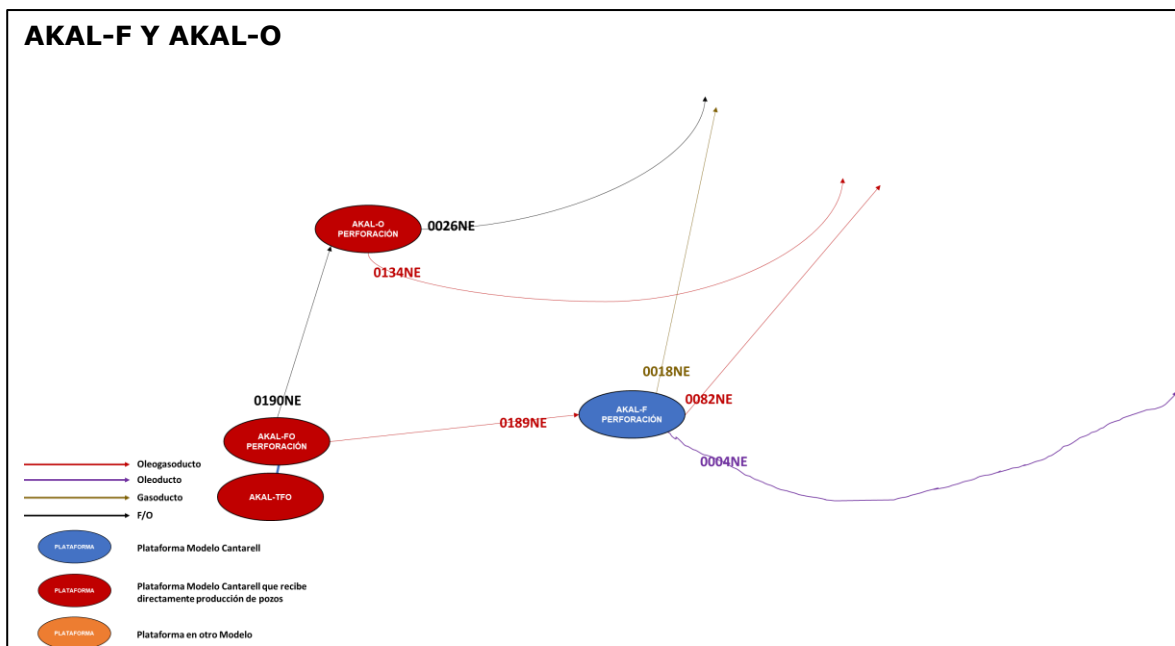 AKAL-F Y AKAL-O
AKAL-O
PERFORACIÓN
0026NE
0134NE
0018NE
0190NE
0082NE
AKAL-F
PERFORACIÓN
0189NE
AKAL-FO
PERFORACIÓN
0004NE
Oleogasoducto
Oleoducto
AKAL-TFO
Gasoducto
F/O
PLATAFORMA
Plataforma Modelo Cantarell
PLATAFORMA
Plataforma Modelo Cantarell que recibe
directamente producción de pozos
PLATAFORMA
Plataforma en otro Modelo